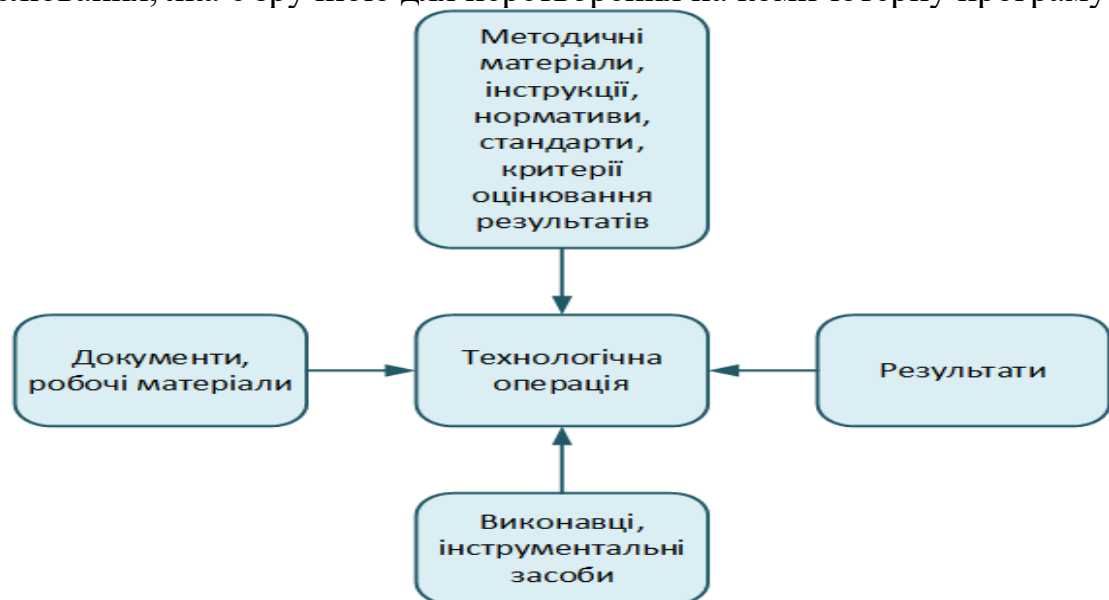 Методичні
матеріали,
інструкції,
нормативи,
стандарти,
критерії
оцінювання
результатів
Документи,
робочі матеріали
Технологічна
операція
Результати
Виконавці,
інструментальні
засоби